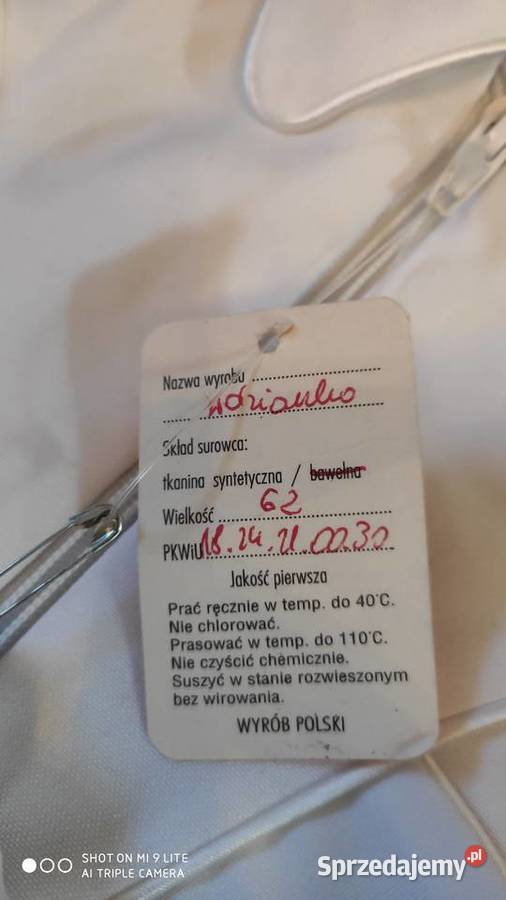 Nazwa wyrobu ........................
...... Adrianko
Skład surowca:
tkanina syntetyczna / bawełna
Wielkość ........ 62 ........
PKWiU 18.24.21.00.30
Jakość pierwsza
Prać ręcznie w temp. do 40°C.
Nie chlorować.
Prasować w temp. do 110°C.
Nie czyścić chemicznie.
Suszyć w stanie rozwieszonym
bez wirowania.
WYRÓB POLSKI
SHOT ON MI 9 LITE
AI TRIPLE CAMERA
Sprzedajemy.pl